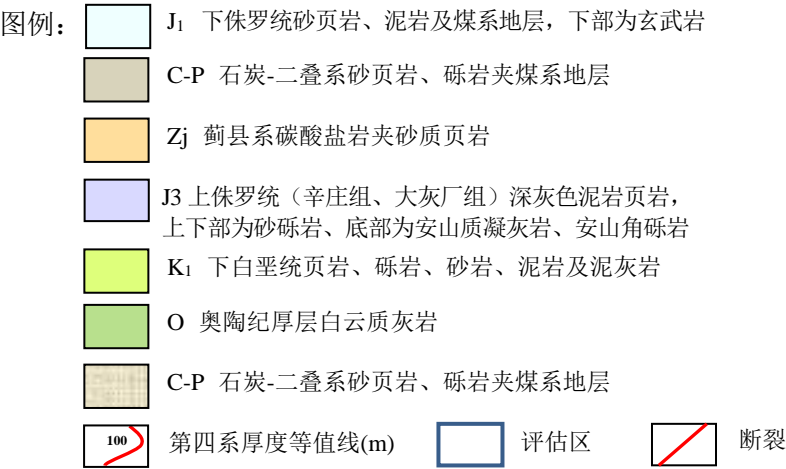 图例： J₁ 下侏罗统砂页岩、泥岩及煤系地层，下部为玄武岩
C-P 石炭-二叠系砂页岩、砾岩夹煤系地层
Zj 蓟县系碳酸盐岩夹砂质页岩
J3 上侏罗统（辛庄组、大灰厂组）深灰色泥岩页岩，
上下部为砂砾岩、底部为安山质凝灰岩、安山角砾岩
K₁ 下白垩统页岩、砾岩、砂岩、泥岩及泥灰岩
O 奥陶纪厚层白云质灰岩
C-P 石炭-二叠系砂页岩、砾岩夹煤系地层
100 第四系厚度等值线(m) 评估区 断裂